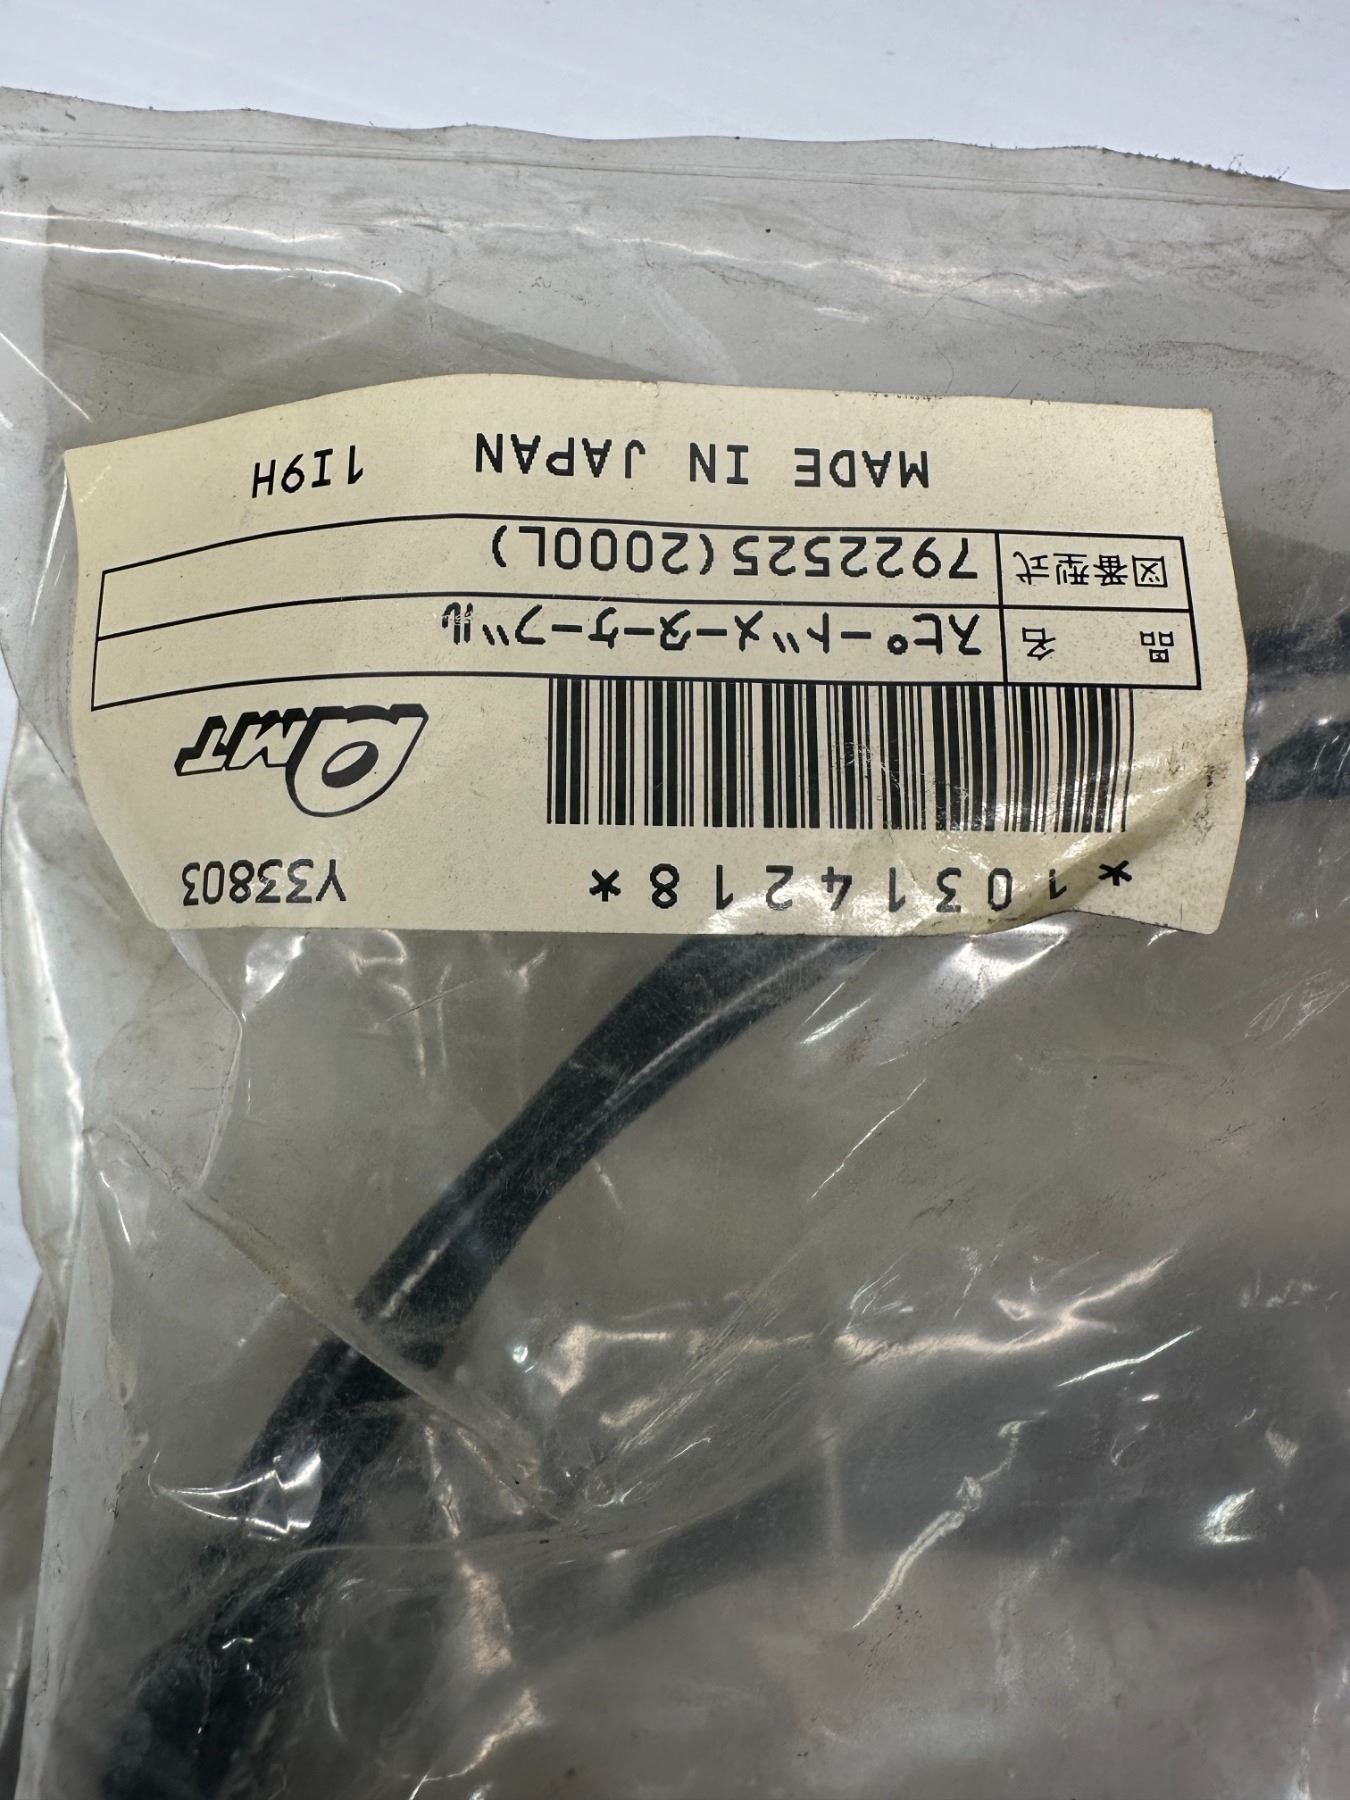 *10314218* Y33803
QMT
品 名 スピードメーターケーブル
図番型式 7922525(2000L)
MADE IN JAPAN 1I9H